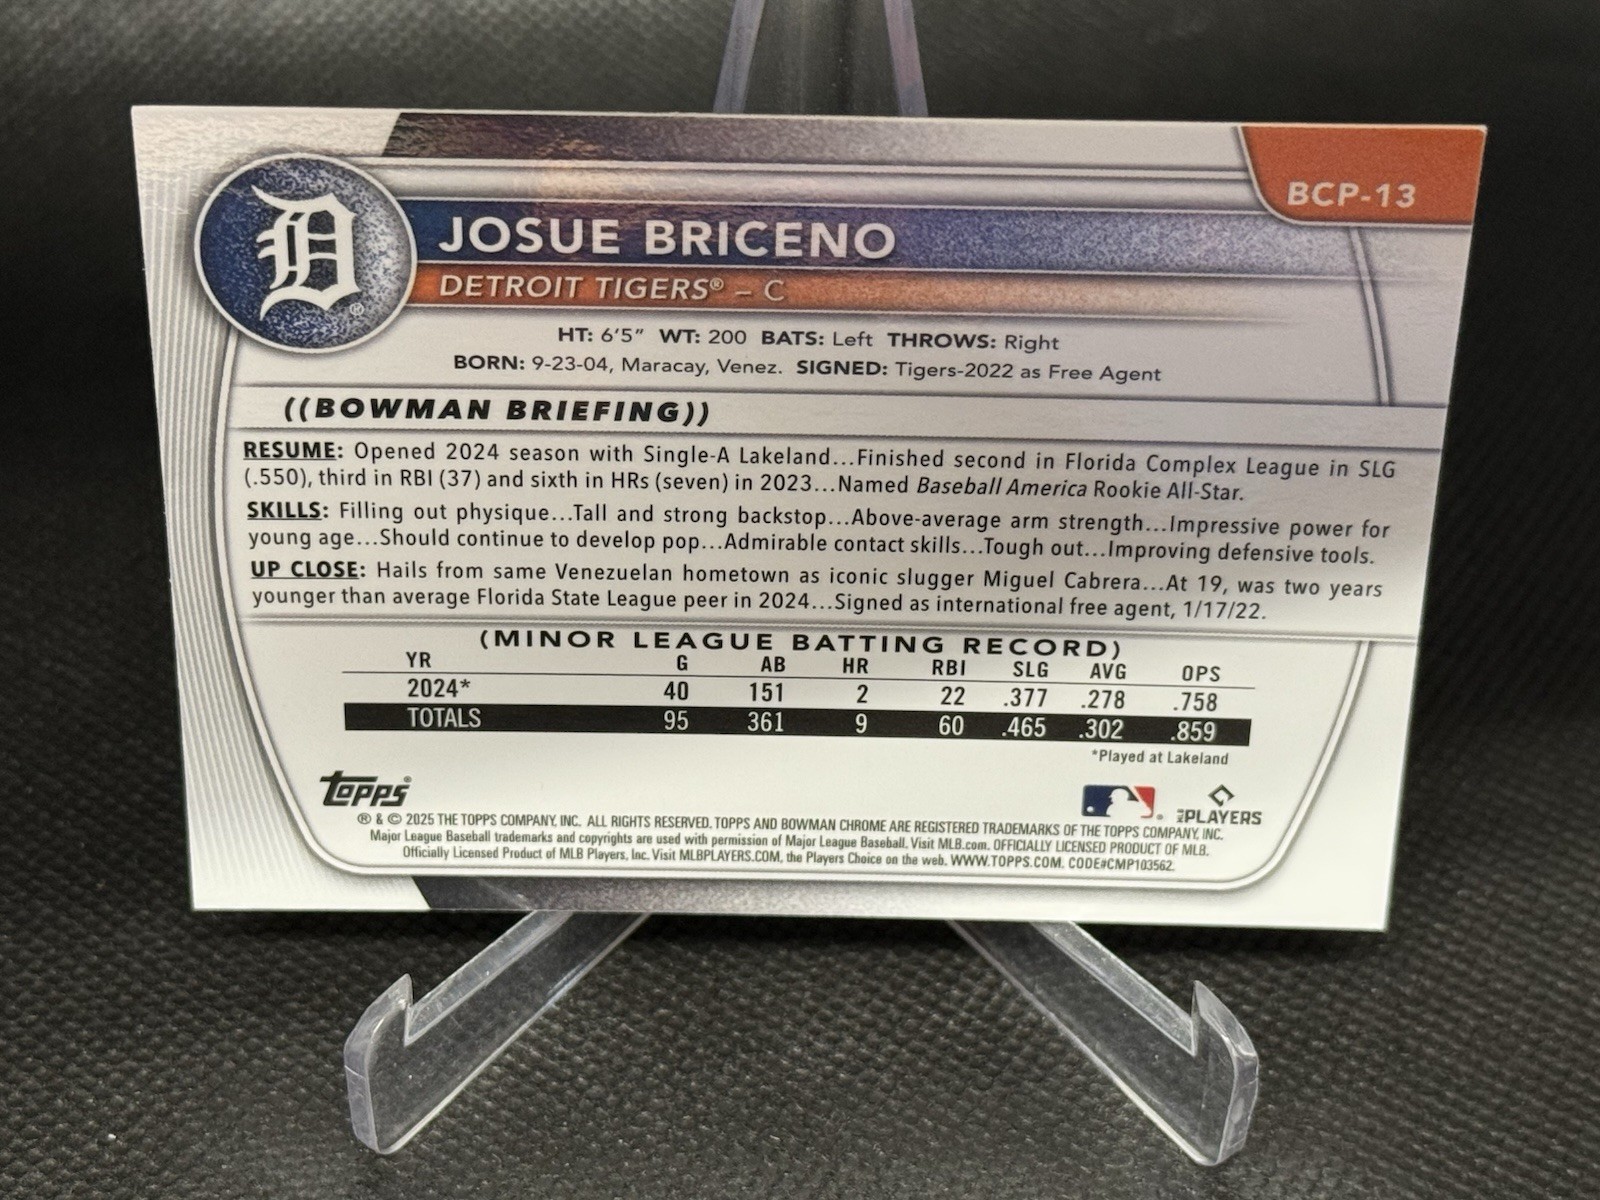 BCP-13
D®
JOSUE BRICENO
DETROIT TIGERS® – C
HT: 6'5" WT: 200 BATS: Left THROWS: Right
BORN: 9-23-04, Maracay, Venez. SIGNED: Tigers-2022 as Free Agent
((BOWMAN BRIEFING))
RESUME: Opened 2024 season with Single-A Lakeland...Finished second in Florida Complex League in SLG
(.550), third in RBI (37) and sixth in HRs (seven) in 2023...Named Baseball America Rookie All-Star.
SKILLS: Filling out physique...Tall and strong backstop...Above-average arm strength...Impressive power for
young age...Should continue to develop pop...Admirable contact skills...Tough out...Improving defensive tools.
UP CLOSE: Hails from same Venezuelan hometown as iconic slugger Miguel Cabrera...At 19, was two years
younger than average Florida State League peer in 2024...Signed as international free agent, 1/17/22.
(MINOR LEAGUE BATTING RECORD)
YR G AB HR RBI SLG AVG OPS
2024* 40 151 2 22 .377 .278 .758
TOTALS 95 361 9 60 .465 .302 .859
*Played at Lakeland
Topps®
MLB PLAYERS
® & © 2025 THE TOPPS COMPANY, INC. ALL RIGHTS RESERVED. TOPPS AND BOWMAN CHROME ARE REGISTERED TRADEMARKS OF THE TOPPS COMPANY, INC.
Major League Baseball trademarks and copyrights are used with permission of Major League Baseball. Visit MLB.com. OFFICIALLY LICENSED PRODUCT OF MLB.
Officially Licensed Product of MLB Players, Inc. Visit MLBPLAYERS.COM, the Players Choice on the web. WWW.TOPPS.COM. CODE#CMP103562.